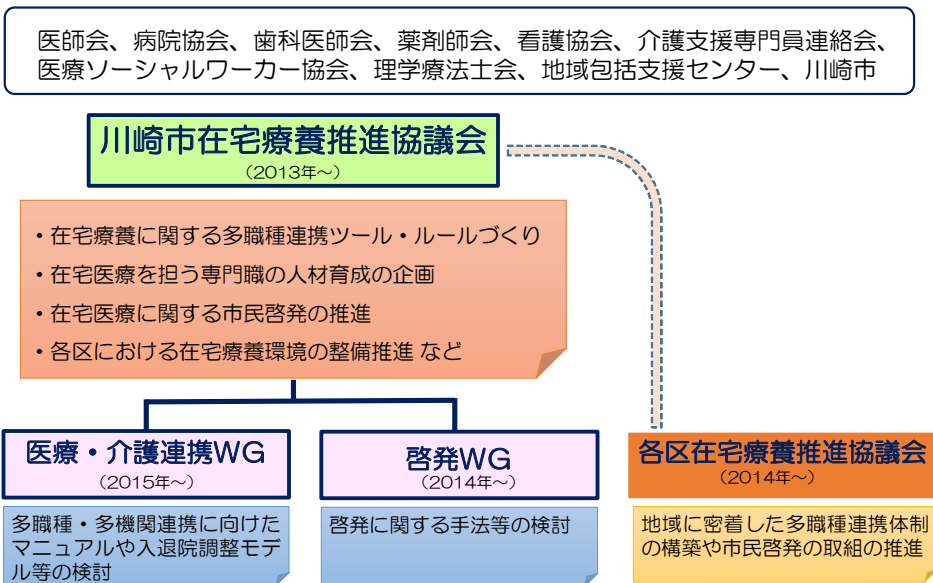 医師会、病院協会、歯科医師会、薬剤師会、看護協会、介護支援専門員連絡会、
医療ソーシャルワーカー協会、理学療法士会、地域包括支援センター、川崎市
川崎市在宅療養推進協議会
（2013年～）
・在宅療養に関する多職種連携ツール・ルールづくり
・在宅医療を担う専門職の人材育成の企画
・在宅医療に関する市民啓発の推進
・各区における在宅療養環境の整備推進 など
医療・介護連携WG
（2015年～）
多職種・多機関連携に向けた
マニュアルや入退院調整モデ
ル等の検討
啓発WG
（2014年～）
啓発に関する手法等の検討
各区在宅療養推進協議会
（2014年～）
地域に密着した多職種連携体制
の構築や市民啓発の取組の推進